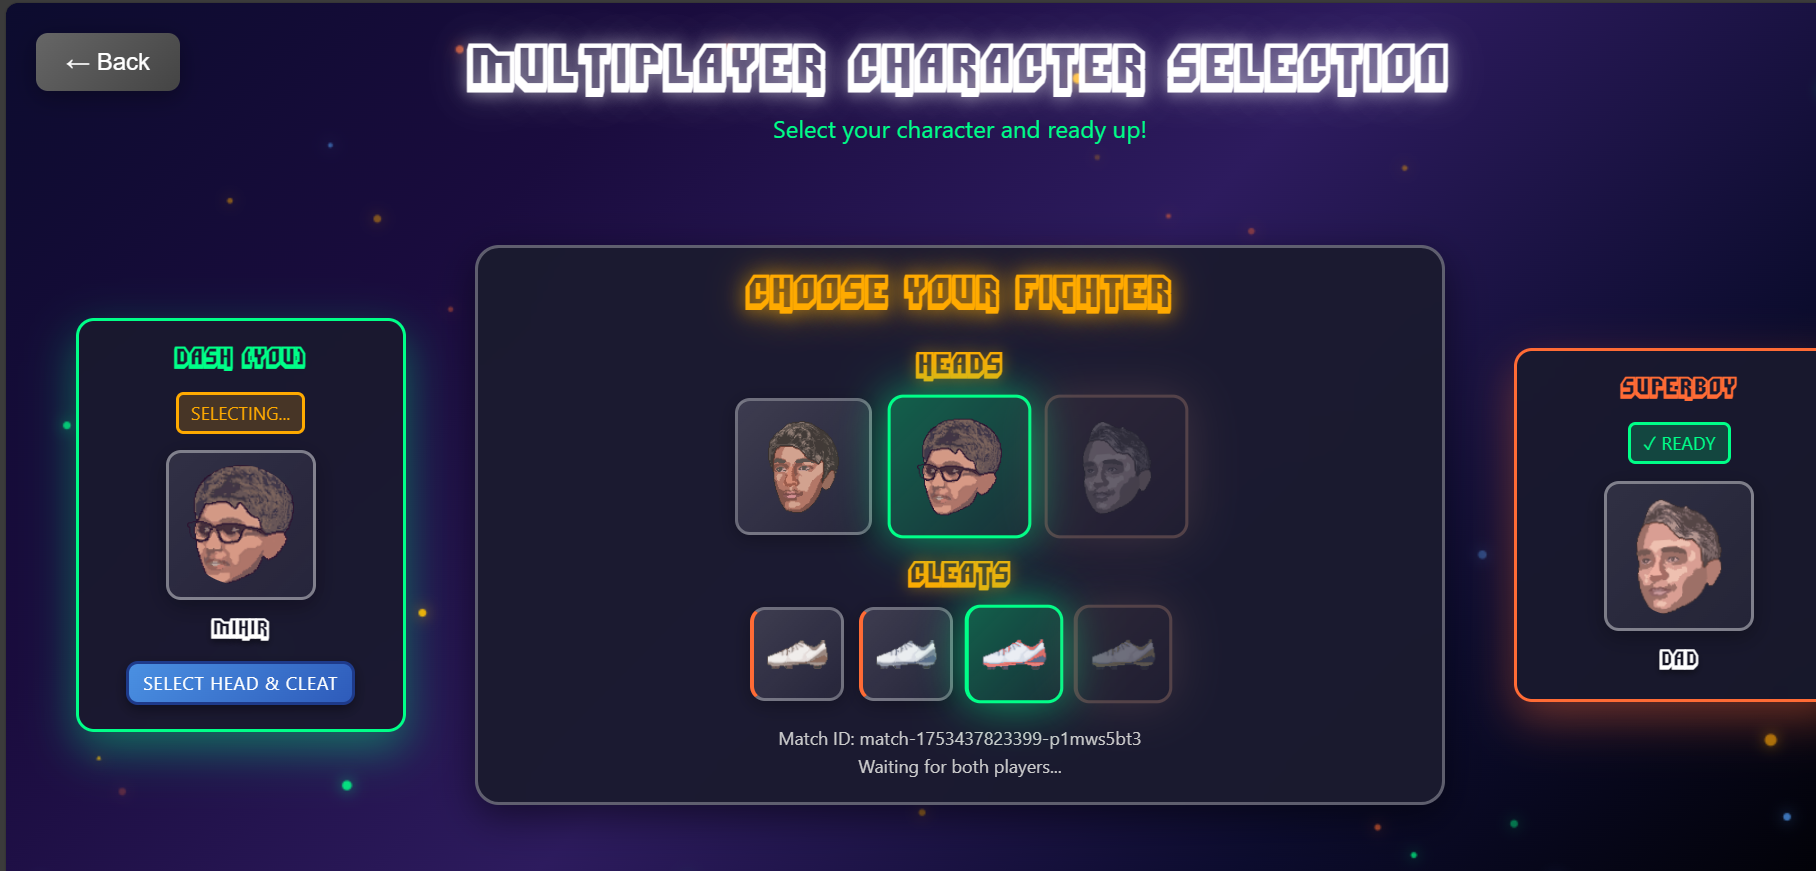 ← Back
MULTIPLAYER CHARACTER SELECTION
Select your character and ready up!
CHOOSE YOUR FIGHTER
HEADS
CLEATS
Match ID: match-1753437823399-p1mws5bt3
Waiting for both players...
DASH (YOU)
SELECTING...
MIHIR
SELECT HEAD & CLEAT
SUPERBOY
✓ READY
DAD